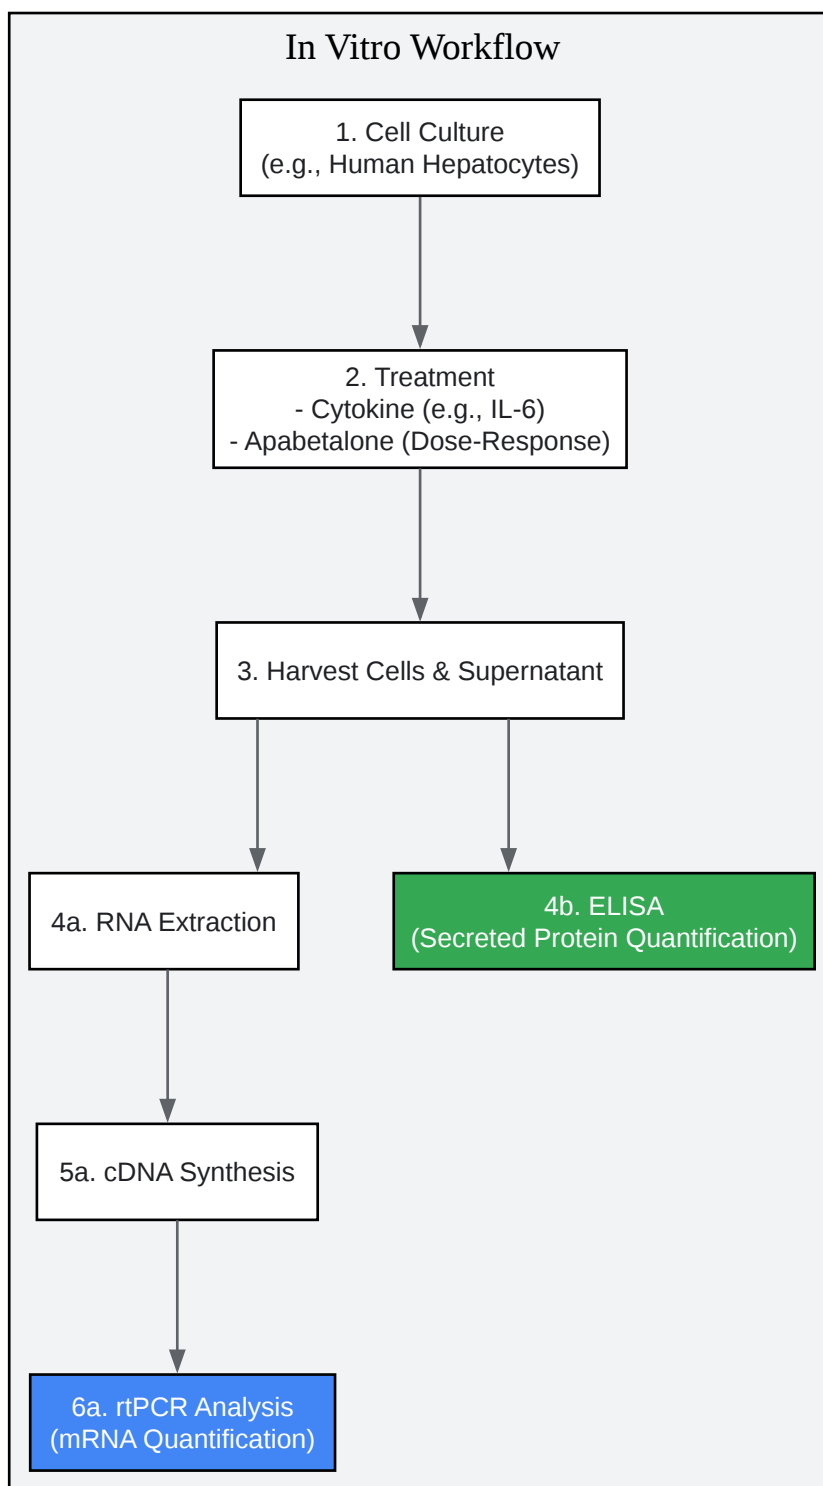 In Vitro Workflow
1. Cell Culture
(e.g., Human Hepatocytes)
2. Treatment
- Cytokine (e.g., IL-6)
- Apabetalone (Dose-Response)
3. Harvest Cells & Supernatant
4a. RNA Extraction
4b. ELISA
(Secreted Protein Quantification)
5a. cDNA Synthesis
6a. rtPCR Analysis
(mRNA Quantification)